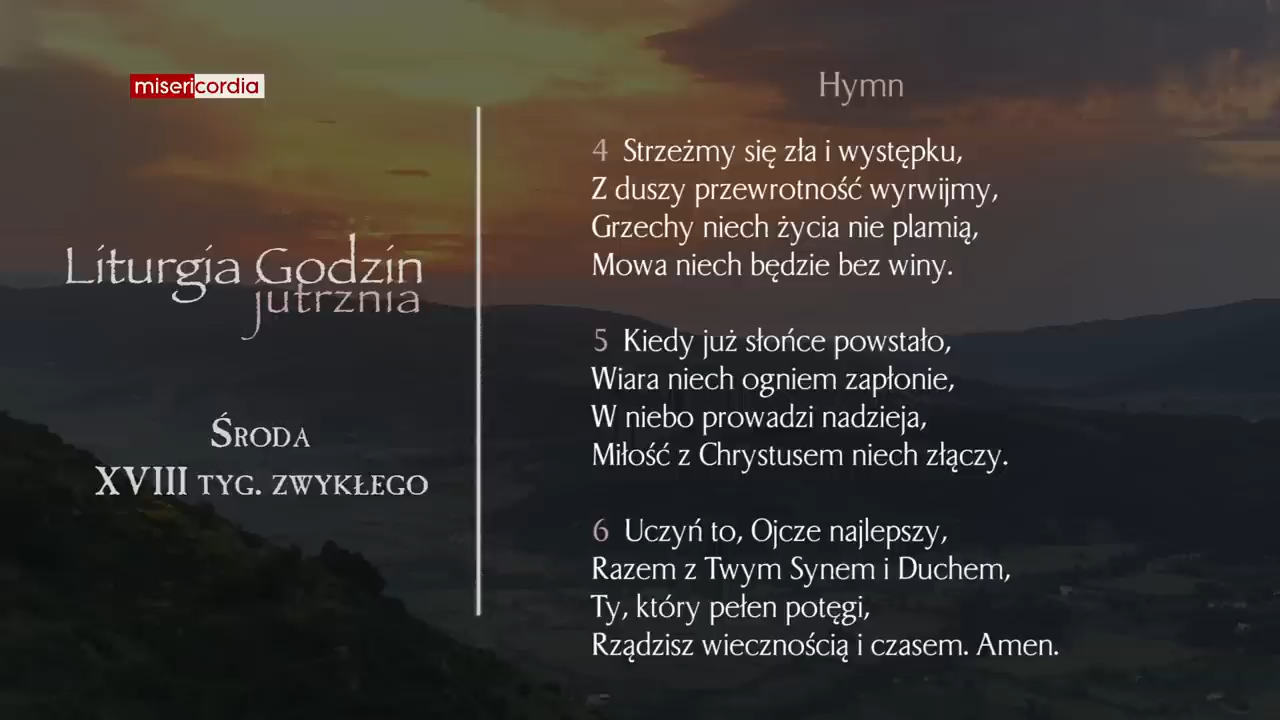 misericordia
Liturgia Godzin
jutrznia
Środa
XVIII tyg. zwykłego
Hymn
4 Strzeżmy się zła i występku,
Z duszy przewrotność wyrwijmy,
Grzechy niech życia nie plamią,
Mowa niech będzie bez winy.
5 Kiedy już słońce powstało,
Wiara niech ogniem zapłonie,
W niebo prowadzi nadzieja,
Miłość z Chrystusem niech złączy.
6 Uczyń to, Ojcze najlepszy,
Razem z Twym Synem i Duchem,
Ty, który pełen potęgi,
Rządzisz wiecznością i czasem. Amen.